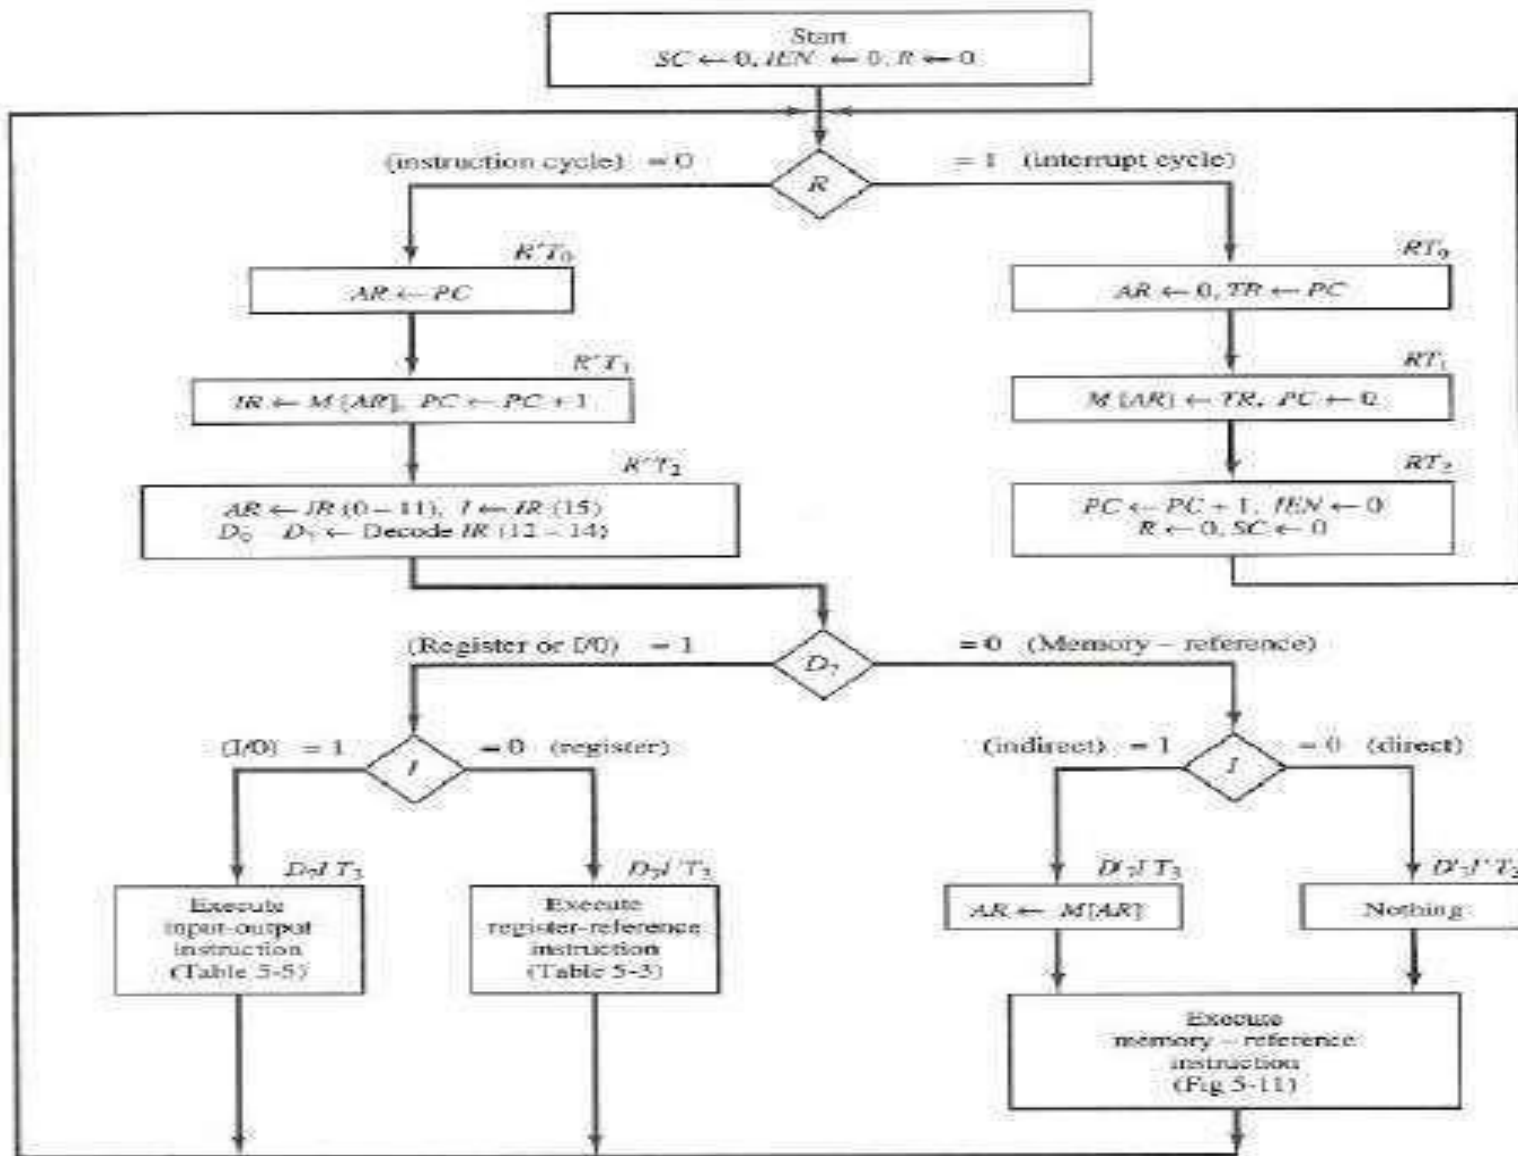 Start
SC ← 0, IEN ← 0, R ← 0
(instruction cycle) = 0
R
= 1 (interrupt cycle)
R'T₀
AR ← PC
RT₀
AR ← 0, TR ← PC
R'T₁
IR ← M [AR], PC ← PC + 1
RT₁
M [AR] ← TR, PC ← 0
R'T₂
AR ← IR (0 – 11), I ← IR (15)
D₀ D₇ ← Decode IR (12 – 14)
RT₂
PC ← PC + 1, IEN ← 0
R ← 0, SC ← 0
(Register or I/0) = 1
D₇
= 0 (Memory – reference)
(I/0) = 1
I
= 0 (register)
(indirect) = 1
I
= 0 (direct)
D₇I T₃
Execute
input-output
instruction
(Table 5-5)
D₇I 'T₃
Execute
register-reference
instruction
(Table 5-3)
D'₇I T₃
AR ← M[AR]
D'₇I' T₃
Nothing
Execute
memory – reference
instruction
(Fig 5-11)